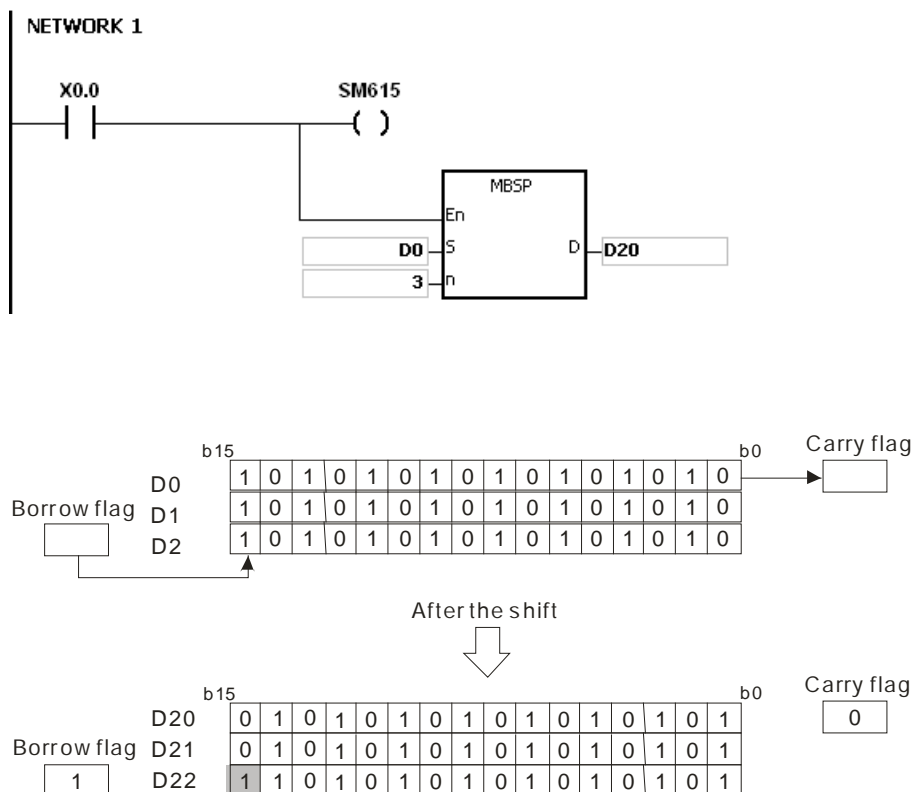 NETWORK 1
X0.0 SM615
MBSP
En
D0 S D D20
3 n
b15 b0 Carry flag
D0 1 0 1 0 1 0 1 0 1 0 1 0 1 0 1 0
Borrow flag D1 1 0 1 0 1 0 1 0 1 0 1 0 1 0 1 0
D2 1 0 1 0 1 0 1 0 1 0 1 0 1 0 1 0
After the shift
b15 b0 Carry flag
D20 0 1 0 1 0 1 0 1 0 1 0 1 0 1 0 1 0
Borrow flag D21 0 1 0 1 0 1 0 1 0 1 0 1 0 1 0 1
1 D22 1 1 0 1 0 1 0 1 0 1 0 1 0 1 0 1